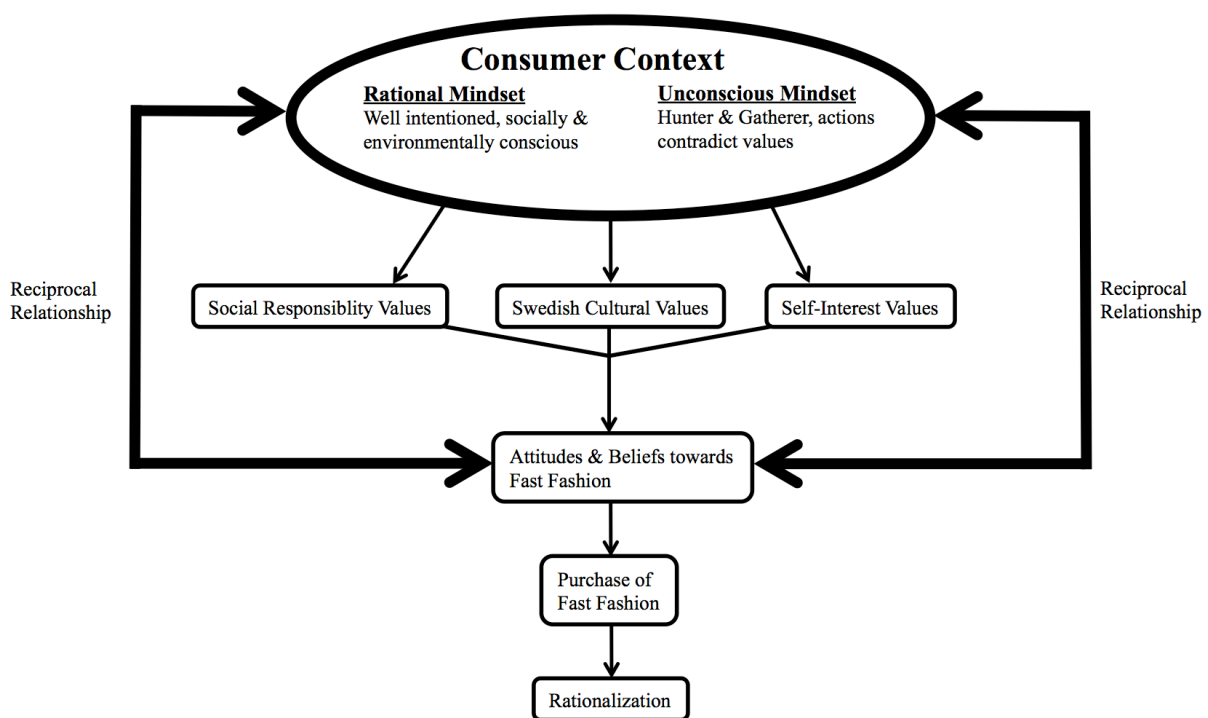 Consumer Context
Rational Mindset
Well intentioned, socially &
environmentally conscious
Unconscious Mindset
Hunter & Gatherer, actions
contradict values
Reciprocal
Relationship
Social Responsiblity Values
Swedish Cultural Values
Self-Interest Values
Reciprocal
Relationship
Attitudes & Beliefs towards
Fast Fashion
Purchase of
Fast Fashion
Rationalization